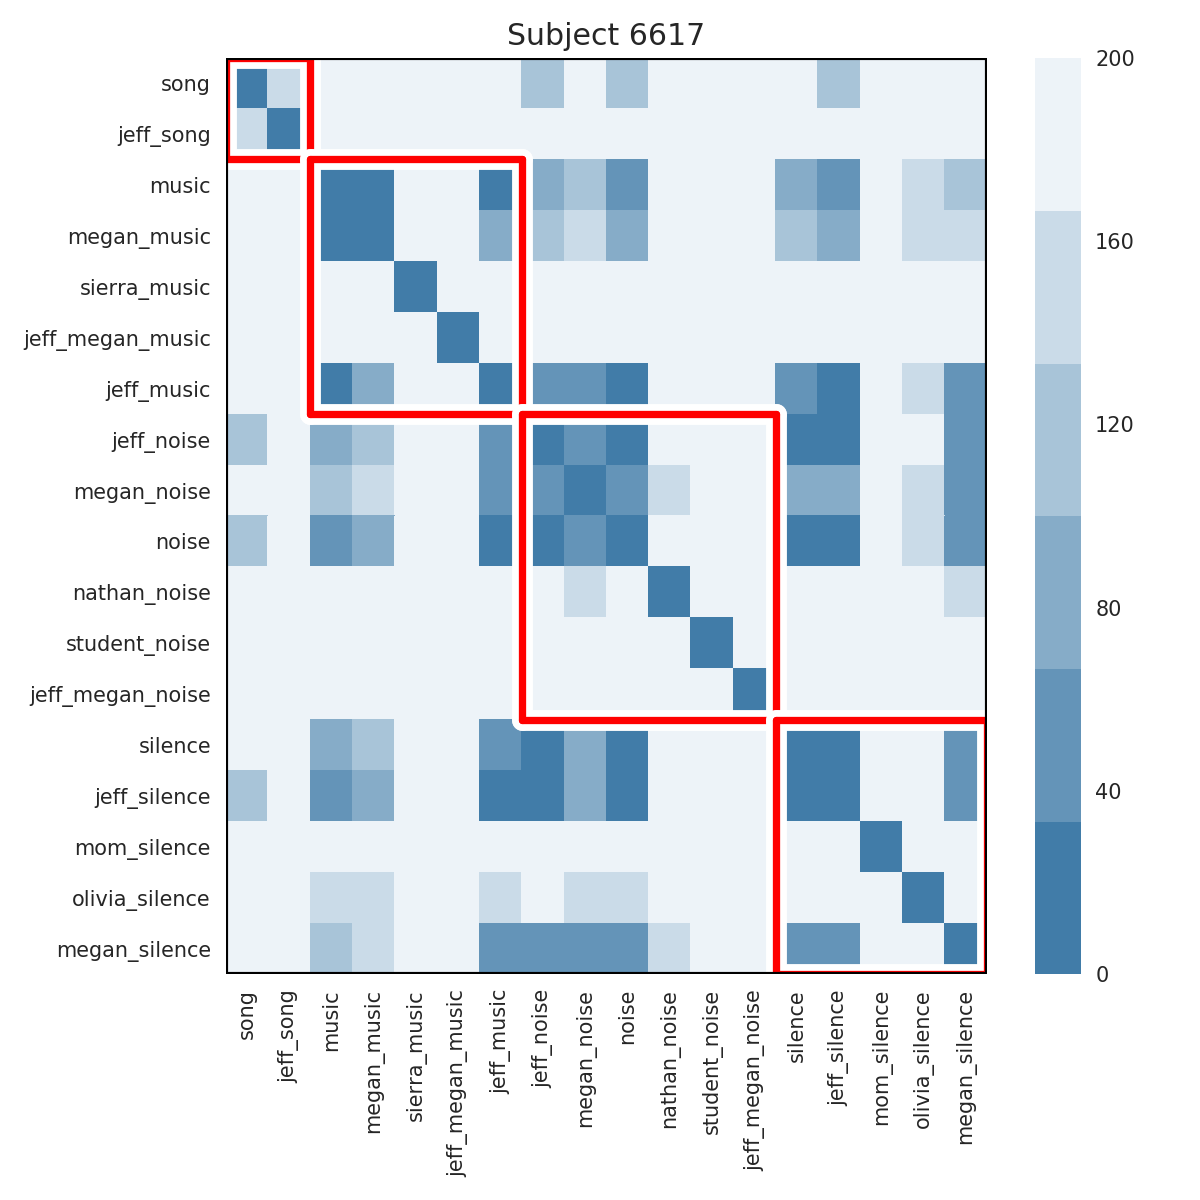 Subject 6617
song
jeff_song
music
megan_music
sierra_music
jeff_megan_music
jeff_music
jeff_noise
megan_noise
noise
nathan_noise
student_noise
jeff_megan_noise
silence
jeff_silence
mom_silence
olivia_silence
megan_silence
song
jeff_song
music
megan_music
sierra_music
jeff_megan_music
jeff_music
jeff_noise
megan_noise
noise
nathan_noise
student_noise
jeff_megan_noise
silence
jeff_silence
mom_silence
olivia_silence
megan_silence
200
160
120
80
40
0